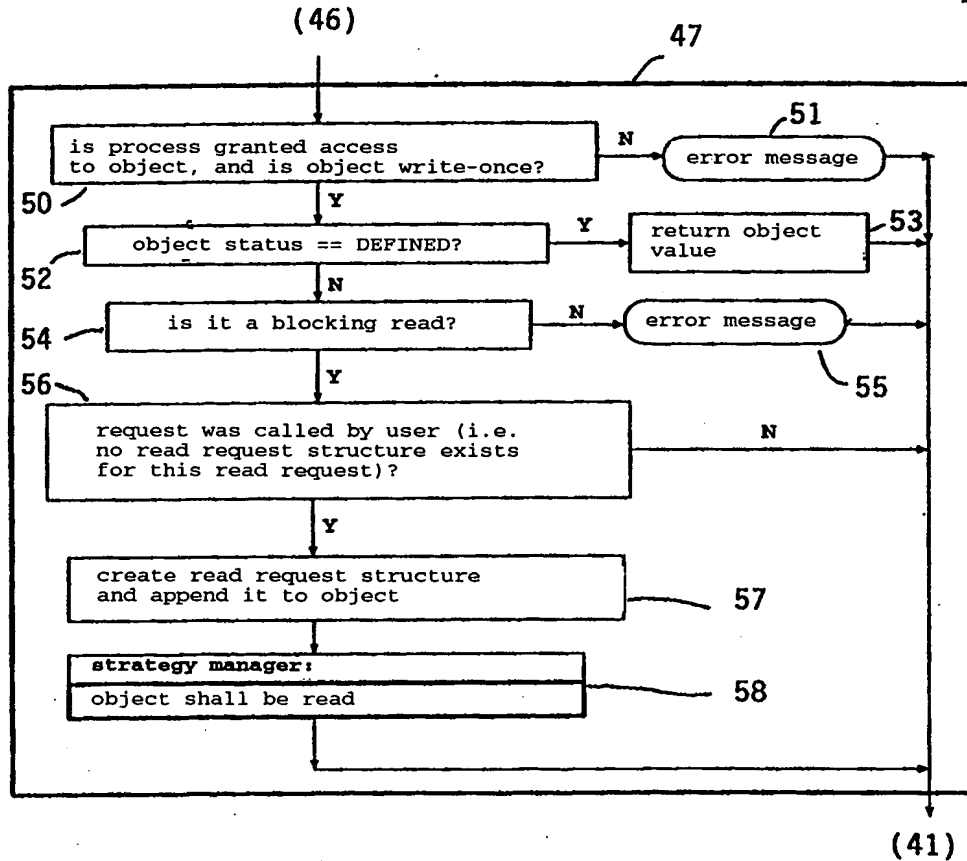 (46)
47
is process granted access
to object, and is object write-once?
N
51
error message
50
Y
object status == DEFINED?
Y
return object
value
53
52
N
is it a blocking read?
N
error message
54
55
Y
56
request was called by user (i.e.
no read request structure exists
for this read request)?
N
Y
create read request structure
and append it to object
57
strategy manager:
object shall be read
58
(41)